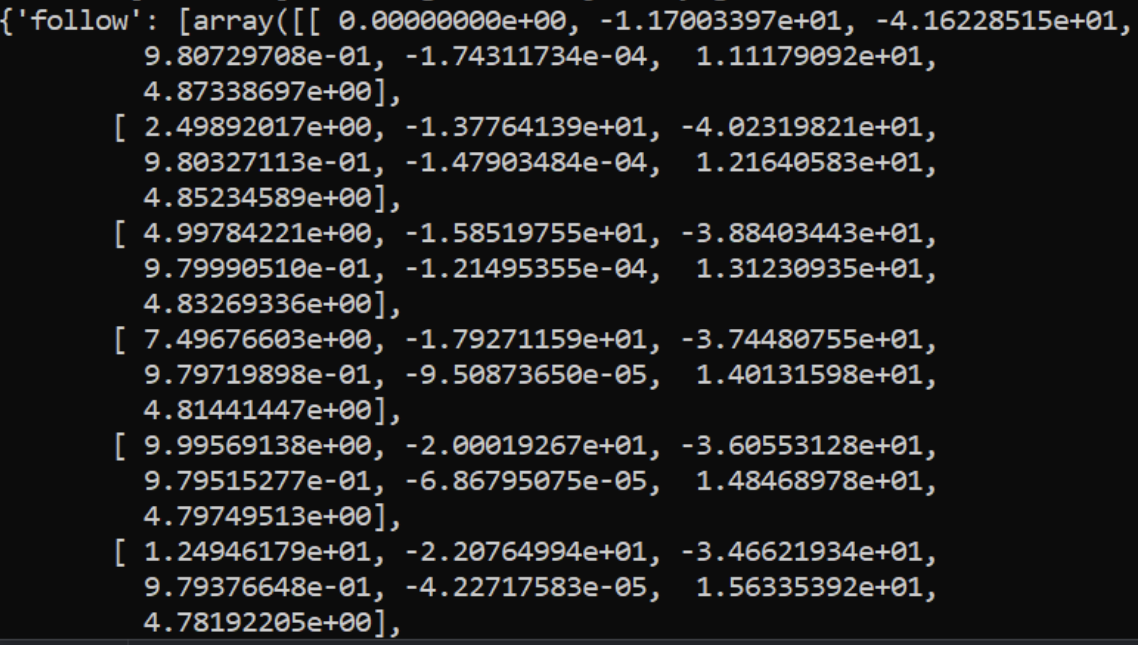 {'follow': [array([[ 0.00000000e+00, -1.17003397e+01, -4.16228515e+01,
9.80729708e-01, -1.74311734e-04, 1.11179092e+01,
4.87338697e+00],
[ 2.49892017e+00, -1.37764139e+01, -4.02319821e+01,
9.80327113e-01, -1.47903484e-04, 1.21640583e+01,
4.85234589e+00],
[ 4.99784221e+00, -1.58519755e+01, -3.88403443e+01,
9.79990510e-01, -1.21495355e-04, 1.31230935e+01,
4.83269336e+00],
[ 7.49676603e+00, -1.79271159e+01, -3.74480755e+01,
9.79719898e-01, -9.50873650e-05, 1.40131598e+01,
4.81441447e+00],
[ 9.99569138e+00, -2.00019267e+01, -3.60553128e+01,
9.79515277e-01, -6.86795075e-05, 1.48468978e+01,
4.79749513e+00],
[ 1.24946179e+01, -2.20764994e+01, -3.46621934e+01,
9.79376648e-01, -4.22717583e-05, 1.56335392e+01,
4.78192205e+00],